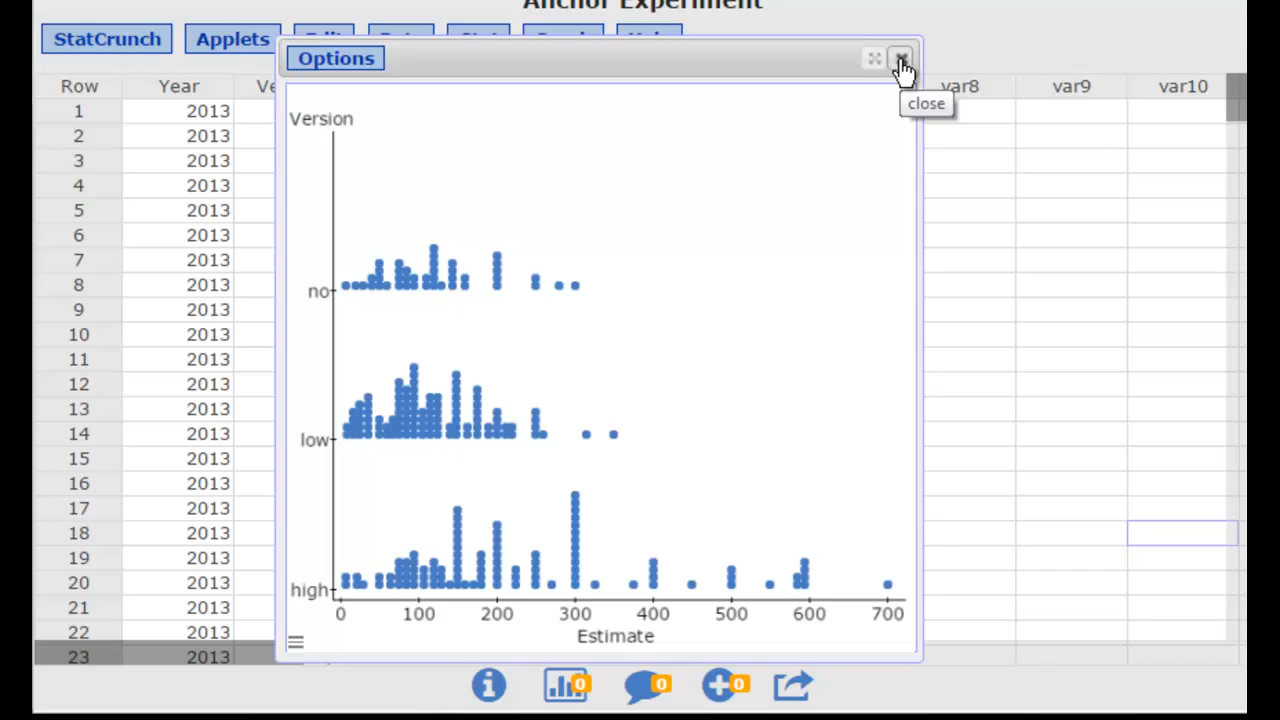 Anchor Experiment
StatCrunch Applets Edit
Options
close
Row Year var8 var9 var10
1 2013
2 2013
3 2013
4 2013
5 2013
6 2013
7 2013
8 2013
9 2013
10 2013
11 2013
12 2013
13 2013
14 2013
15 2013
16 2013
17 2013
18 2013
19 2013
20 2013
21 2013
22 2013
23 2013
Version
no
low
high
0 100 200 300 400 500 600 700
Estimate
0 0 0